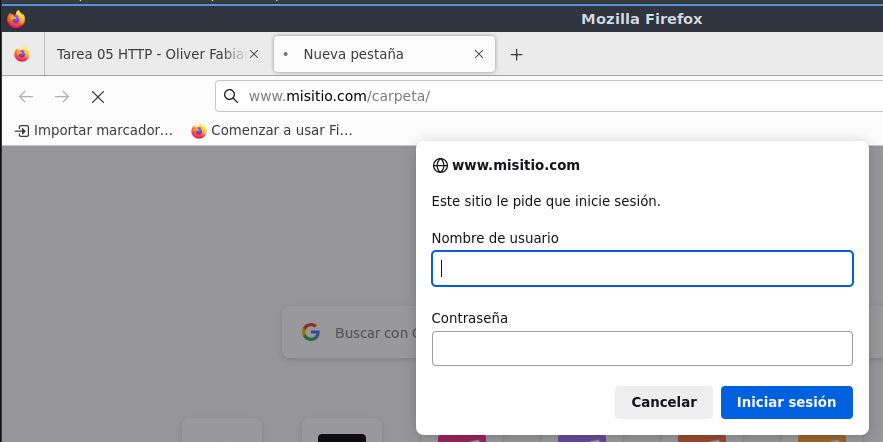 Mozilla Firefox
Tarea 05 HTTP - Oliver Fabia
Nueva pestaña
www.misitio.com/carpeta/
Importar marcador…
Comenzar a usar Fi…
www.misitio.com
Este sitio le pide que inicie sesión.
Nombre de usuario
Buscar con
Contraseña
Cancelar
Iniciar sesión